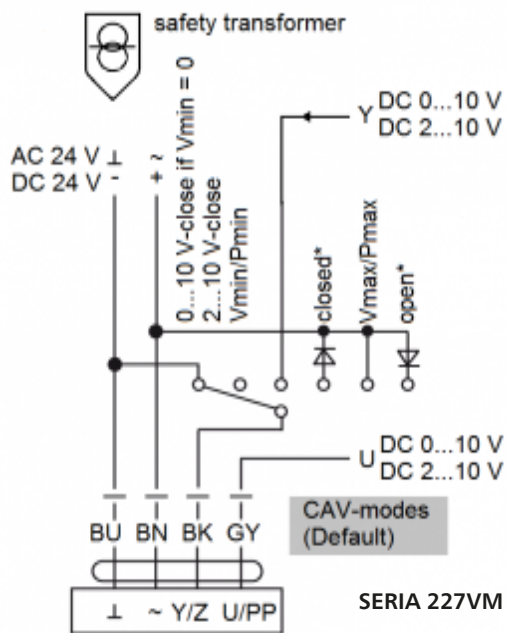 safety transformer
AC 24 V ⊥
DC 24 V -
+ ~
0...10 V-close if Vmin = 0
2...10 V-close
Vmin/Pmin
Y DC 0...10 V
DC 2...10 V
closed*
Vmax/Pmax
open*
U DC 0...10 V
DC 2...10 V
CAV-modes
(Default)
BU BN BK GY
⊥ ~ Y/Z U/PP
SERIA 227VM